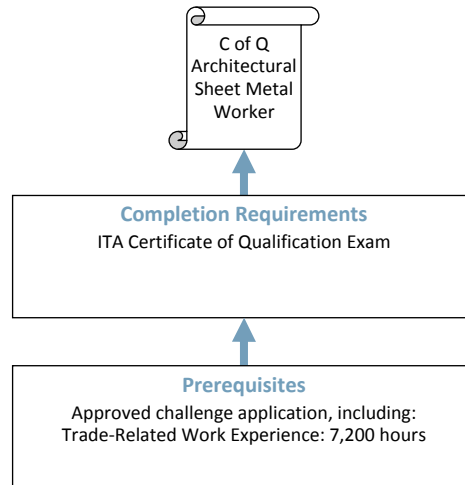 C of Q
Architectural
Sheet Metal
Worker
Completion Requirements
ITA Certificate of Qualification Exam
Prerequisites
Approved challenge application, including:
Trade-Related Work Experience: 7,200 hours